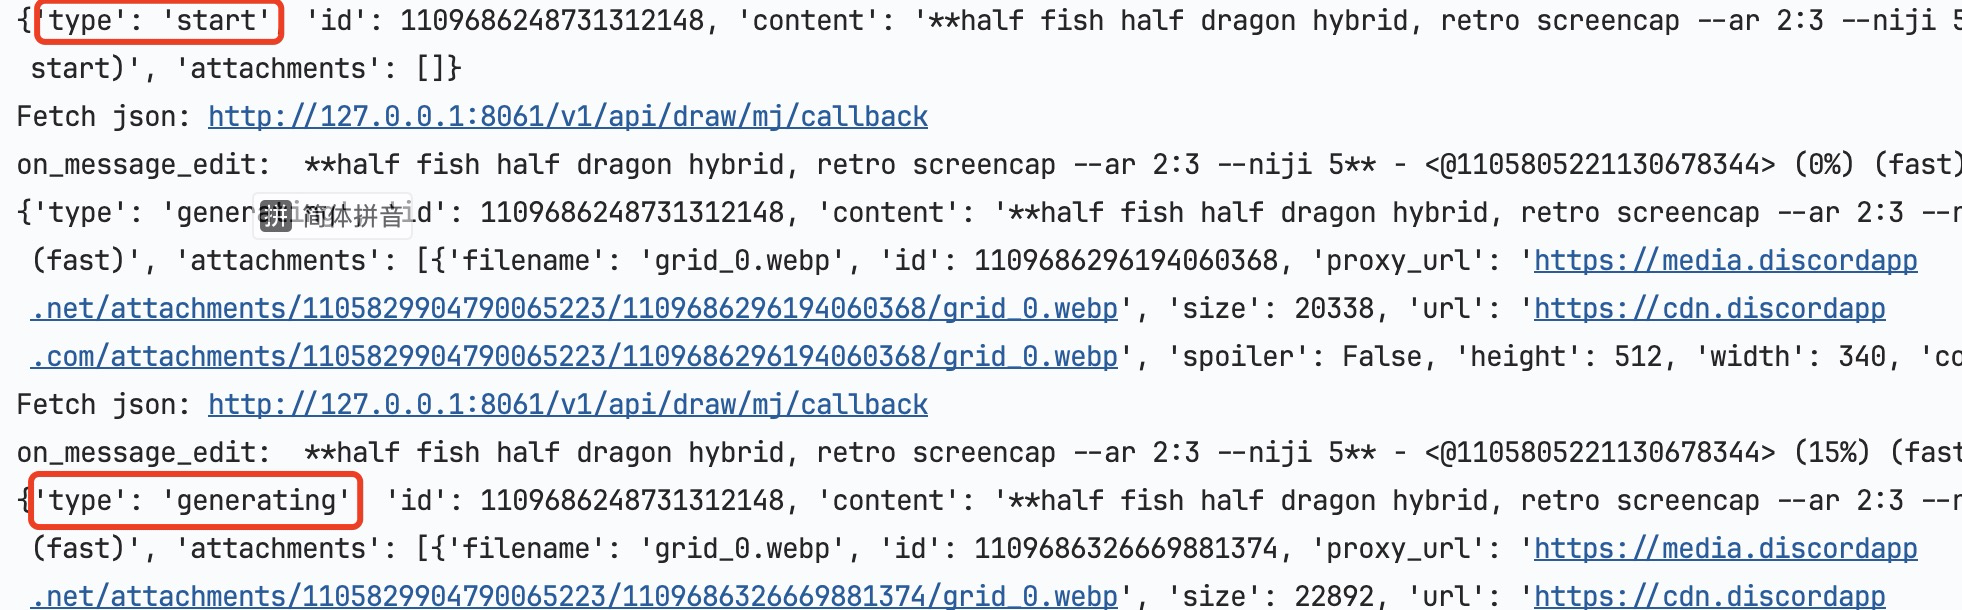 {'type': 'start' 'id': 1109686248731312148, 'content': '**half fish half dragon hybrid, retro screencap --ar 2:3 --niji 5
start)', 'attachments': []}
Fetch json: http://127.0.0.1:8061/v1/api/draw/mj/callback
on_message_edit:  **half fish half dragon hybrid, retro screencap --ar 2:3 --niji 5** - <@1105805221130678344> (0%) (fast)
{'type': 'genera 拼 简体拼音 id': 1109686248731312148, 'content': '**half fish half dragon hybrid, retro screencap --ar 2:3 --n
(fast)', 'attachments': [{'filename': 'grid_0.webp', 'id': 1109686296194060368, 'proxy_url': 'https://media.discordapp
.net/attachments/1105829904790065223/1109686296194060368/grid_0.webp', 'size': 20338, 'url': 'https://cdn.discordapp
.com/attachments/1105829904790065223/1109686296194060368/grid_0.webp', 'spoiler': False, 'height': 512, 'width': 340, 'co
Fetch json: http://127.0.0.1:8061/v1/api/draw/mj/callback
on_message_edit:  **half fish half dragon hybrid, retro screencap --ar 2:3 --niji 5** - <@1105805221130678344> (15%) (fast
{'type': 'generating' 'id': 1109686248731312148, 'content': '**half fish half dragon hybrid, retro screencap --ar 2:3 --n
(fast)', 'attachments': [{'filename': 'grid_0.webp', 'id': 1109686326669881374, 'proxy_url': 'https://media.discordapp
.net/attachments/1105829904790065223/1109686326669881374/grid_0.webp', 'size': 22892, 'url': 'https://cdn.discordapp